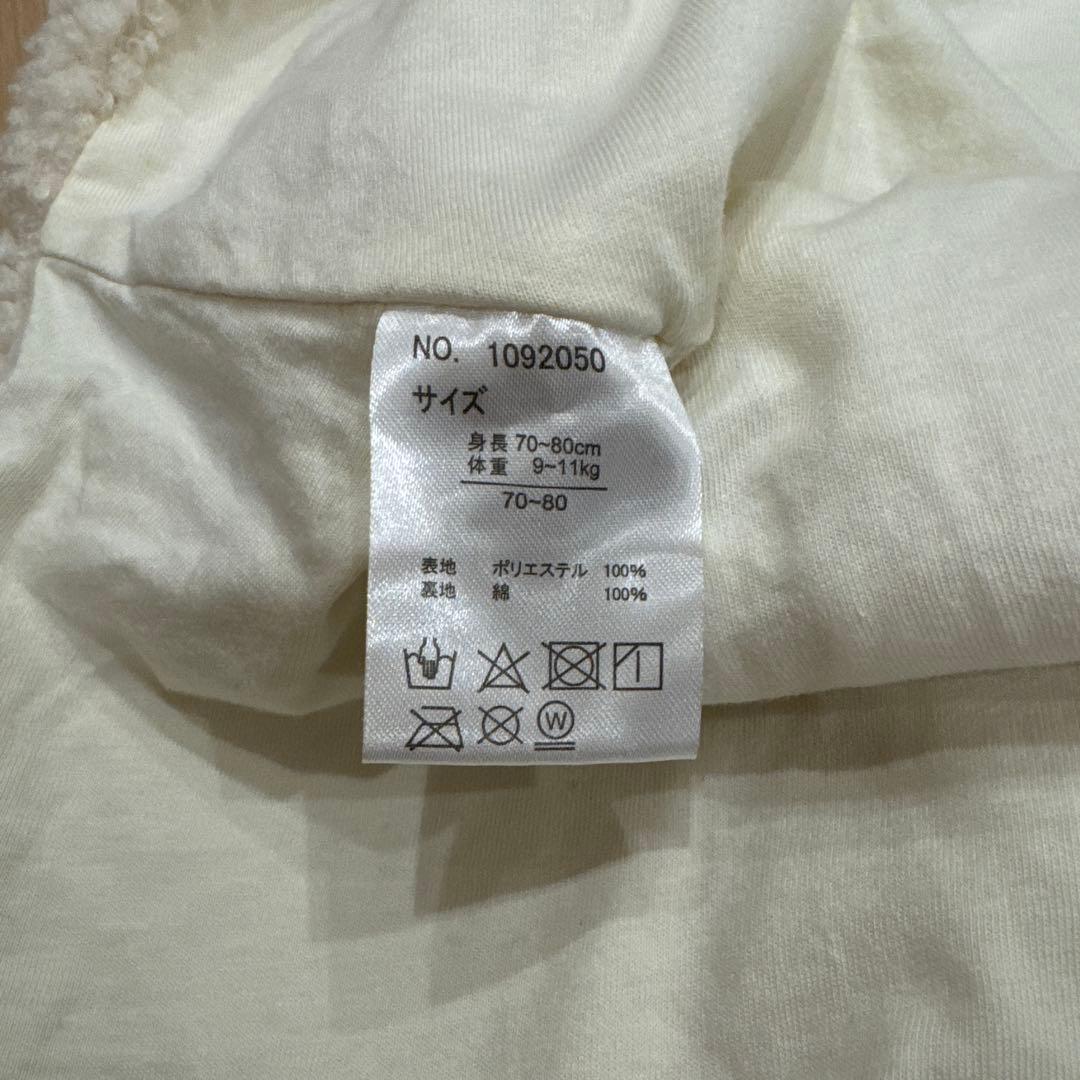 NO. 1092050
サイズ
身長 70~80cm
体重 9~11kg
70~80
表地 ポリエステル 100%
裏地 綿 100%
W